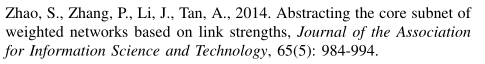 Zhao, S., Zhang, P., Li, J., Tan, A., 2014. Abstracting the core subnet of
weighted networks based on link strengths, Journal of the Association
for Information Science and Technology, 65(5): 984-994.